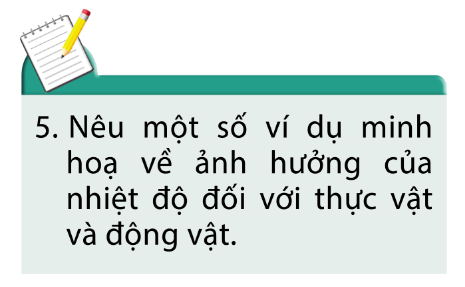 5. Nêu một số ví dụ minh
hoạ về ảnh hưởng của
nhiệt độ đối với thực vật
và động vật.